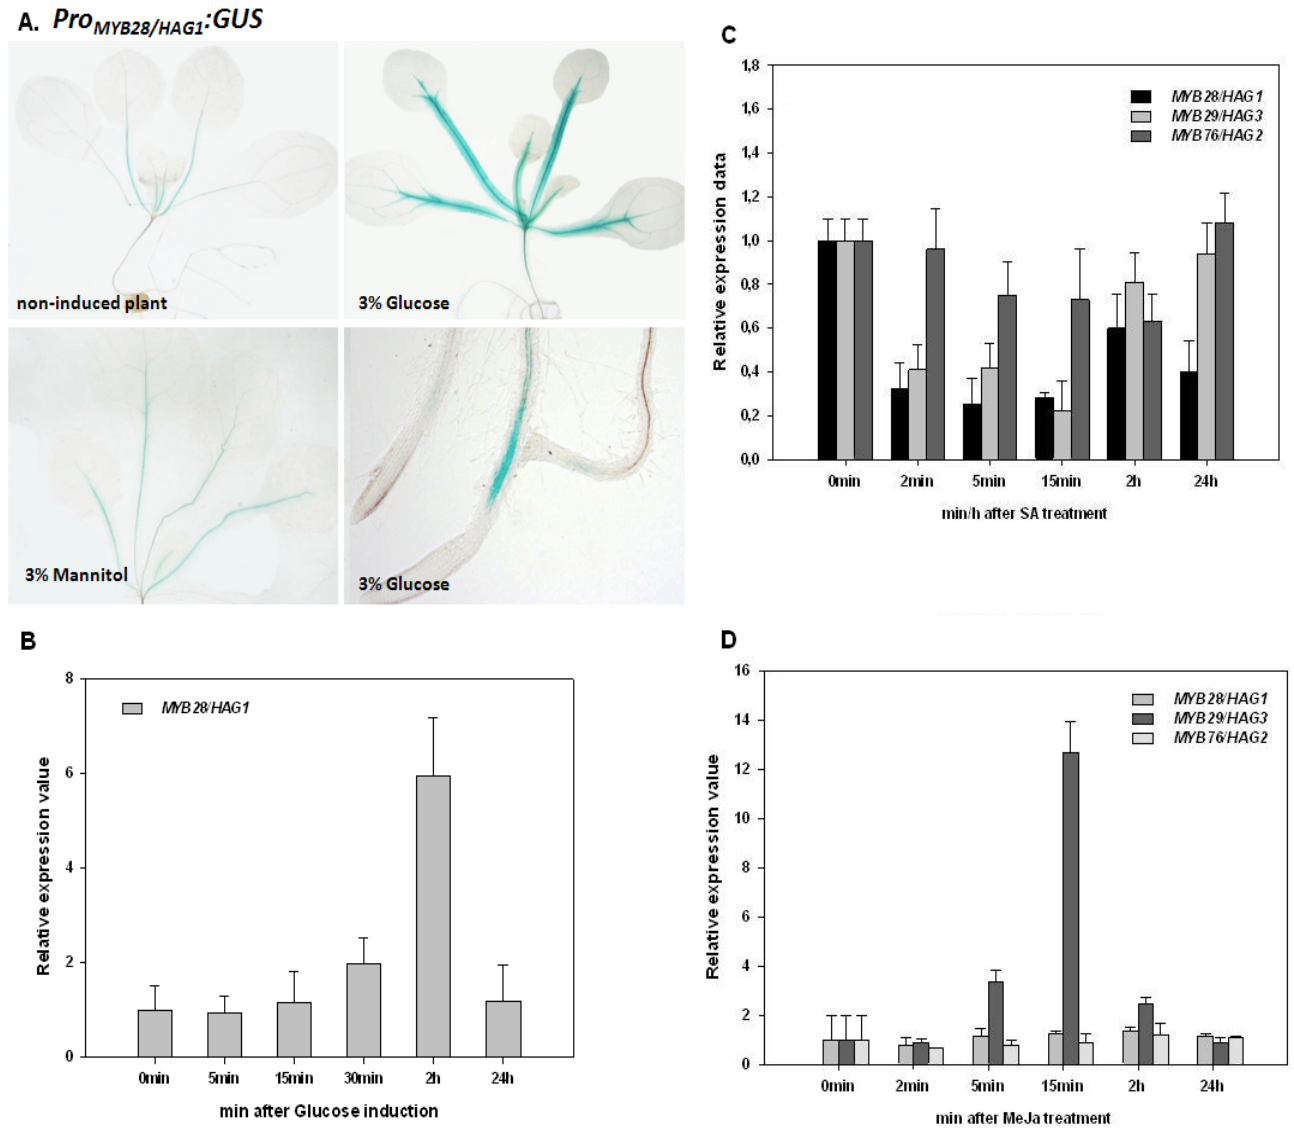 A. ProMYB28/HAG1:GUS
non-induced plant
3% Glucose
3% Mannitol
3% Glucose
B
8
6
4
2
0
Relative expression value
MYB28/HAG1
0min 5min 15min 30min 2h 24h
min after Glucose induction
C
1,8
1,6
1,4
1,2
1,0
0,8
0,6
0,4
0,2
0,0
Relative expression data
MYB28/HAG1
MYB29/HAG3
MYB76/HAG2
0min 2min 5min 15min 2h 24h
min/h after SA treatment
D
16
14
12
10
8
6
4
2
0
Relative expression value
MYB28/HAG1
MYB29/HAG3
MYB76/HAG2
0min 2min 5min 15min 2h 24h
min after MeJa treatment